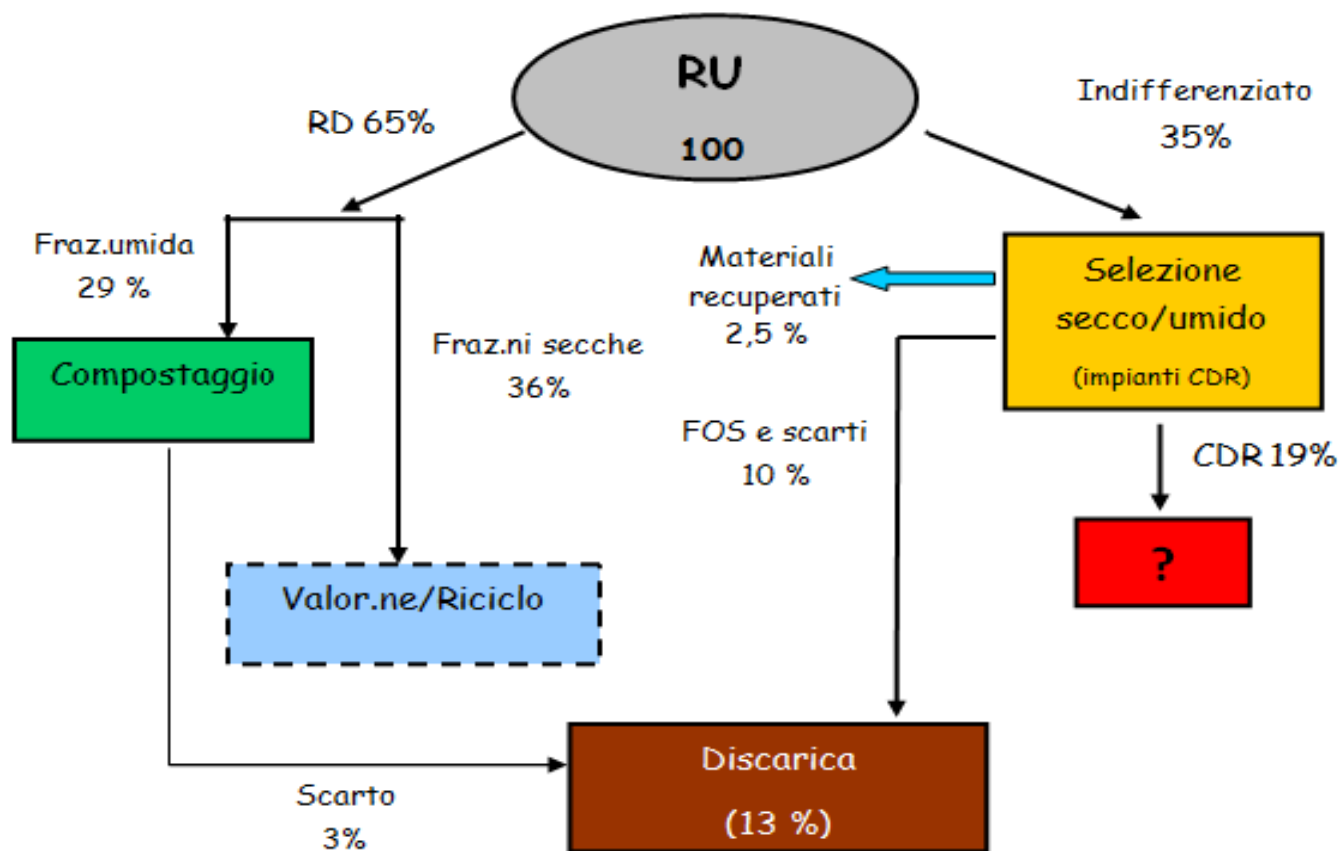 RU
100
RD 65%
Indifferenziato
35%
Fraz.umida
29 %
Materiali
recuperati
2,5 %
Selezione
secco/umido
(impianti CDR)
Compostaggio
Fraz.ni secche
36%
FOS e scarti
10 %
CDR 19%
?
Valor.ne/Riciclo
Scarto
3%
Discarica
(13 %)